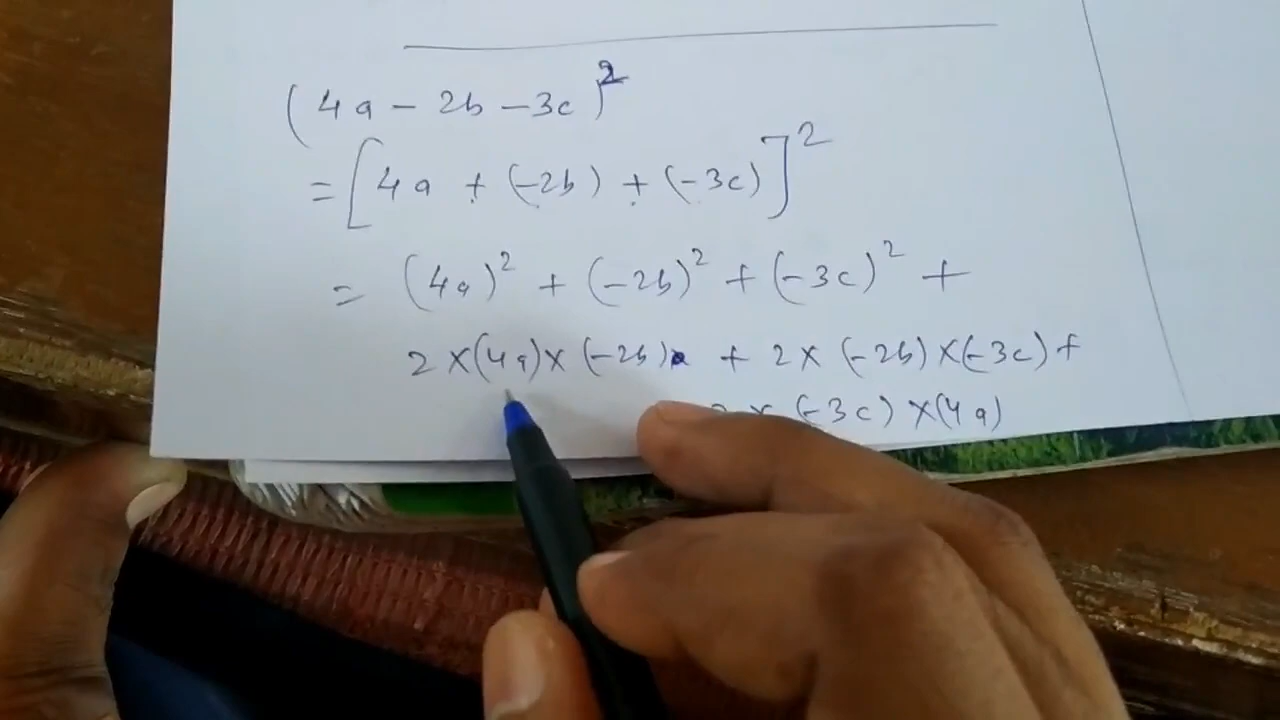 (4a - 2b - 3c)²
= [4a + (-2b) + (-3c)]²
= (4a)² + (-2b)² + (-3c)² +
2 × (4a) × (-2b) + 2 × (-2b) × (-3c) +
2 × (-3c) × (4a)